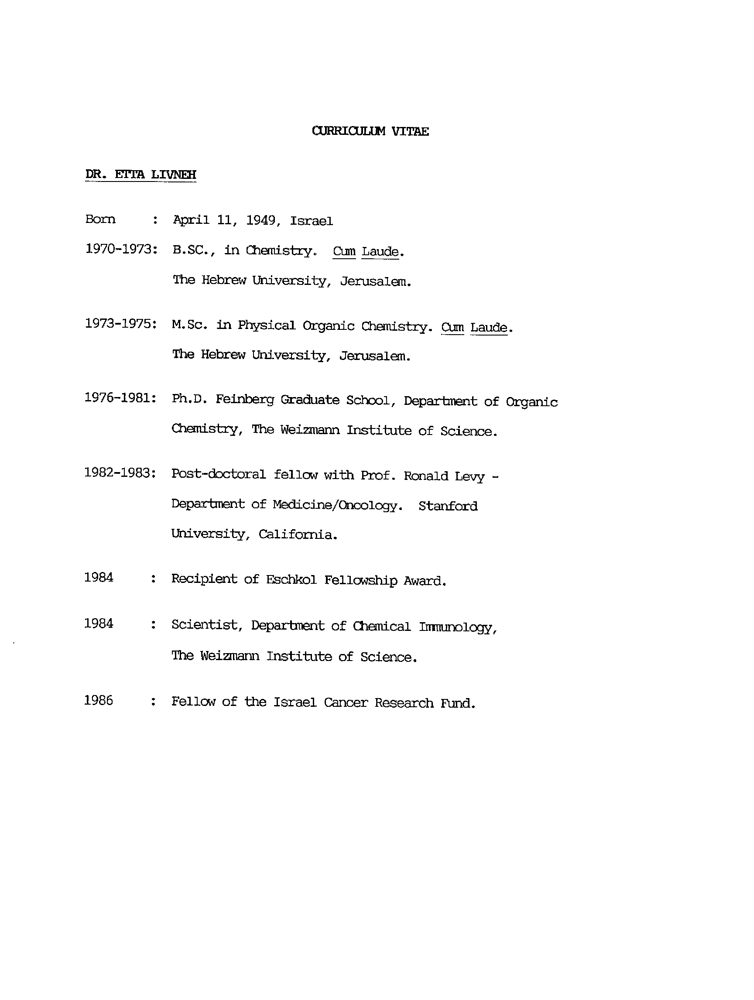 CURRICULUM VITAE
DR. ETTA LIVNEH
Born : April 11, 1949, Israel
1970-1973: B.SC., in Chemistry. Cum Laude.
The Hebrew University, Jerusalem.
1973-1975: M.Sc. in Physical Organic Chemistry. Cum Laude.
The Hebrew University, Jerusalem.
1976-1981: Ph.D. Feinberg Graduate School, Department of Organic
Chemistry, The Weizmann Institute of Science.
1982-1983: Post-doctoral fellow with Prof. Ronald Levy -
Department of Medicine/Oncology. Stanford
University, California.
1984 : Recipient of Eschkol Fellowship Award.
1984 : Scientist, Department of Chemical Immunology,
The Weizmann Institute of Science.
1986 : Fellow of the Israel Cancer Research Fund.